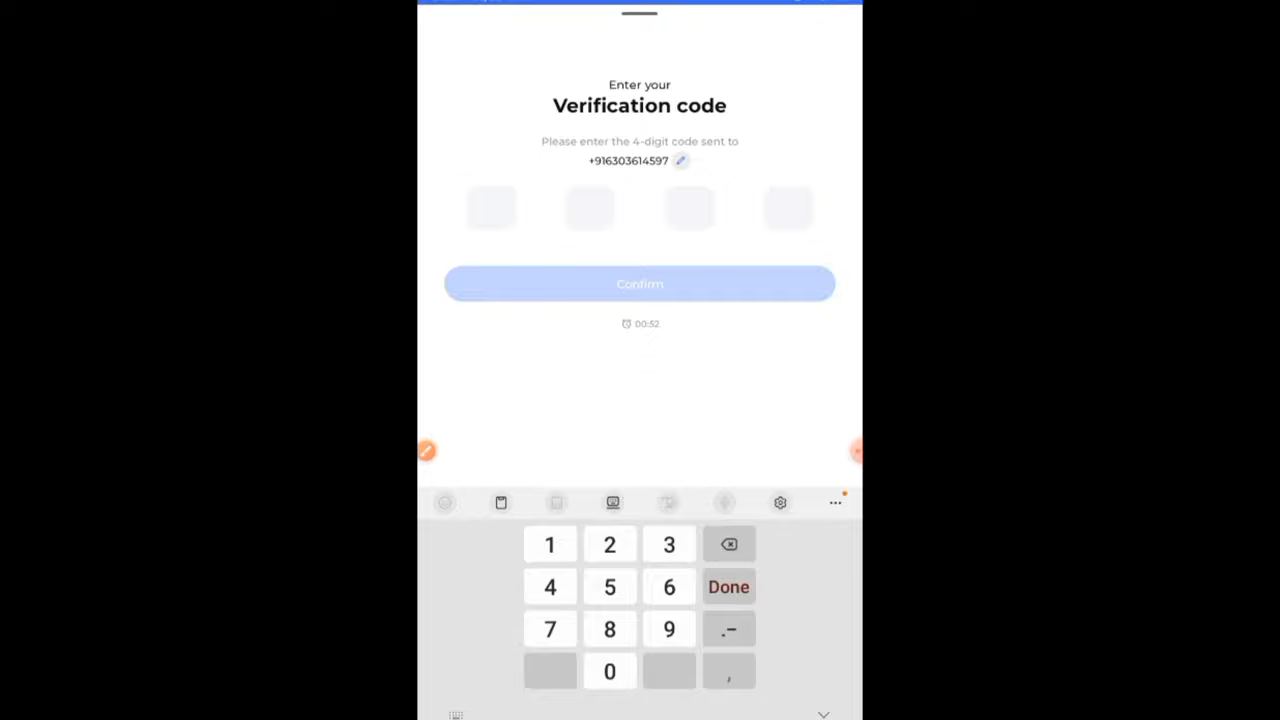 Enter your
Verification code
Please enter the 4-digit code sent to
+916303614597
Confirm
00:52
1 2 3
4 5 6 Done
7 8 9 .-
0 ,